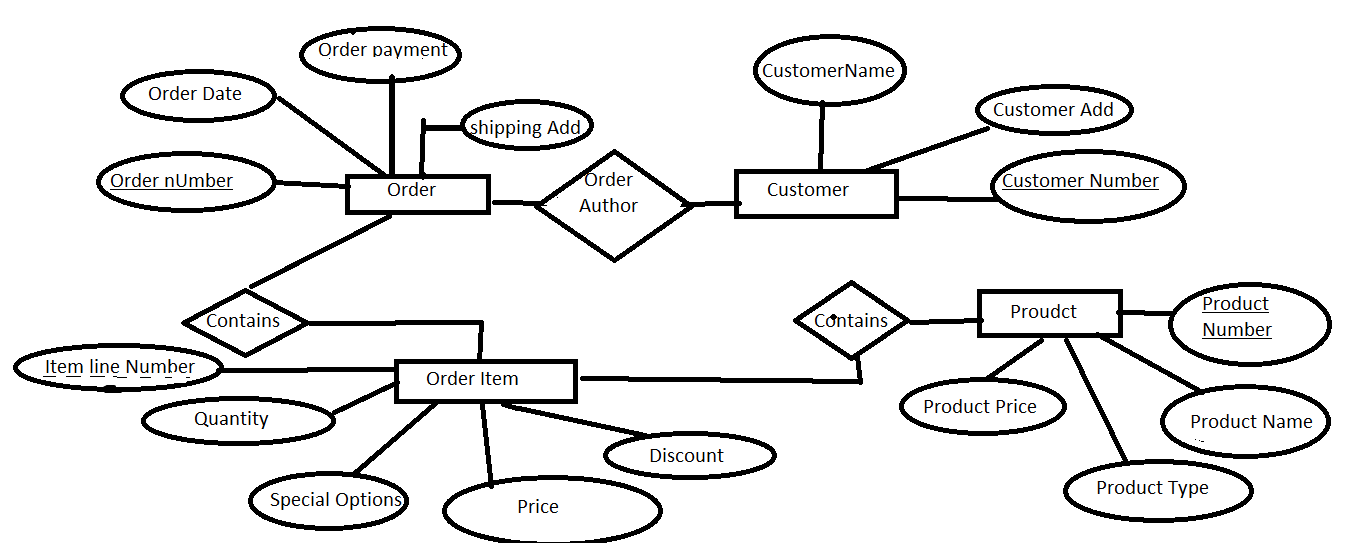 Order payment
CustomerName
Order Date
Customer Add
shipping Add
Order nUmber
Order
Order
Author
Customer
Customer Number
Contains
Contains
Proudct
Product
Number
Item line Number
Order Item
Quantity
Product Price
Product Name
Discount
Special Options
Price
Product Type